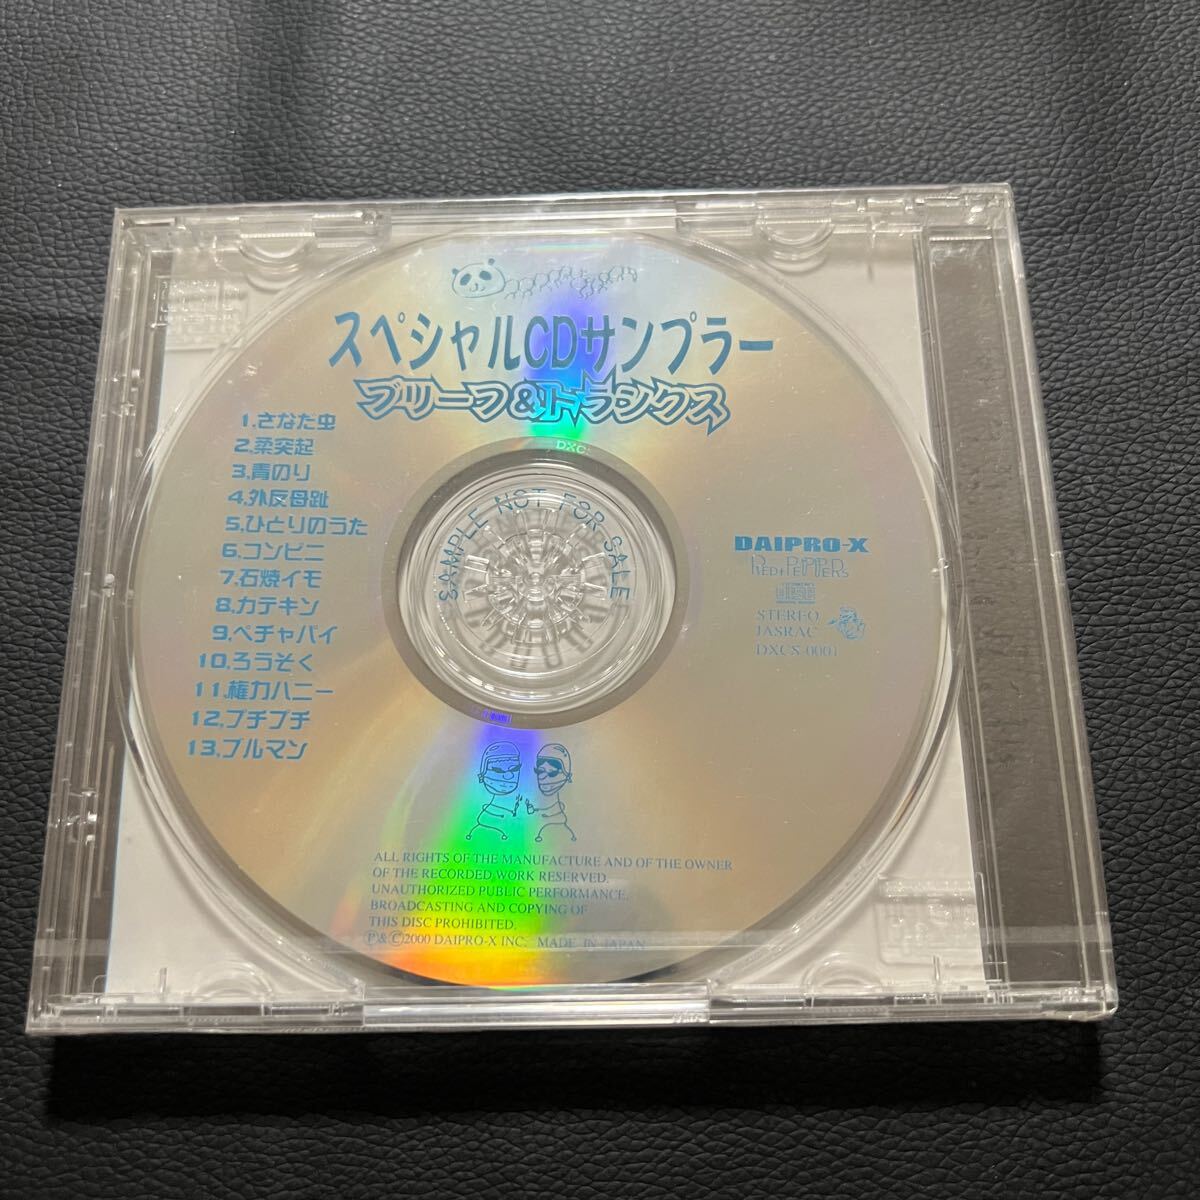 スペシャルCDサンプラー
ブリーフ&トランクス
1.さなだ虫
2.柔突起
3.青のり
4.外反母趾
5.ひとりのうた
6.コンビニ
7.石焼イモ
8.カテキン
9.ペチャパイ
10.ろうそく
11.権力ハニー
12.プチプチ
13.ブルマン
DXC
SAMPLE NOT FOR SALE
DAIPRO-X
RED+PEPPERS
STEREO
JASRAC
DXCS-0001
ALL RIGHTS OF THE MANUFACTURE AND OF THE OWNER
OF THE RECORDED WORK RESERVED.
UNAUTHORIZED PUBLIC PERFORMANCE,
BROADCASTING AND COPYING OF
THIS DISC PROHIBITED.
Ⓟ&Ⓒ2000 DAIPRO-X INC. MADE IN JAPAN